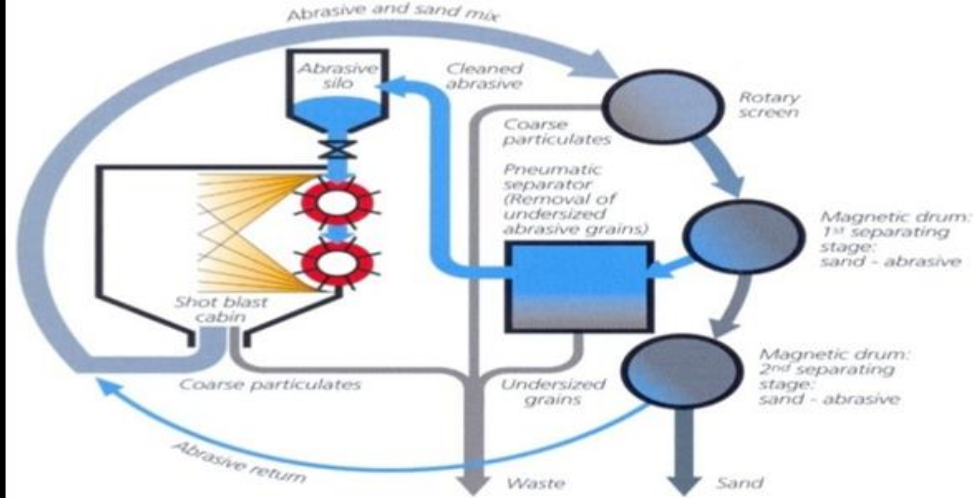 Abrasive and sand mix
Abrasive
silo
Cleaned
abrasive
Rotary
screen
Coarse
particulates
Pneumatic
separator
(Removal of
undersized
abrasive grains)
Magnetic drum:
1st separating
stage:
sand - abrasive
Shot blast
cabin
Magnetic drum:
2nd separating
stage:
sand - abrasive
Coarse particulates
Undersized
grains
Abrasive return
Waste
Sand